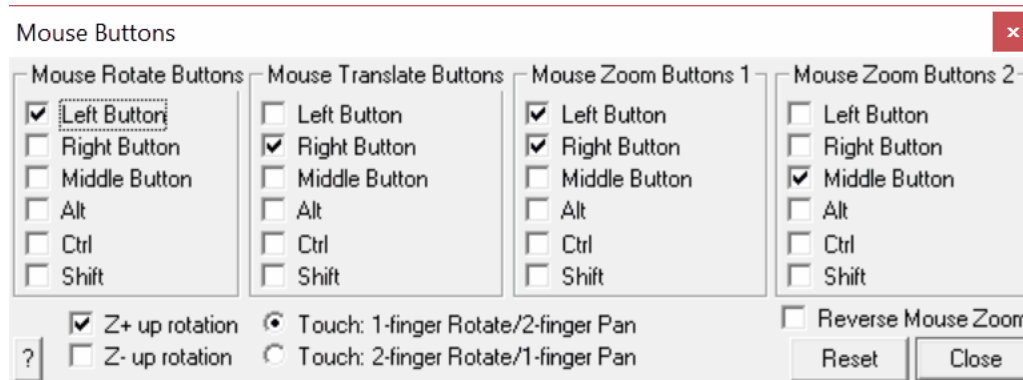 Mouse Buttons
x
Mouse Rotate Buttons Mouse Translate Buttons Mouse Zoom Buttons 1 Mouse Zoom Buttons 2
Left Button Left Button Left Button Left Button
Right Button Right Button Right Button Right Button
Middle Button Middle Button Middle Button Middle Button
Alt Alt Alt Alt
Ctrl Ctrl Ctrl Ctrl
Shift Shift Shift Shift
Z+ up rotation Touch: 1-finger Rotate/2-finger Pan Reverse Mouse Zoom
? Z- up rotation Touch: 2-finger Rotate/1-finger Pan Reset Close